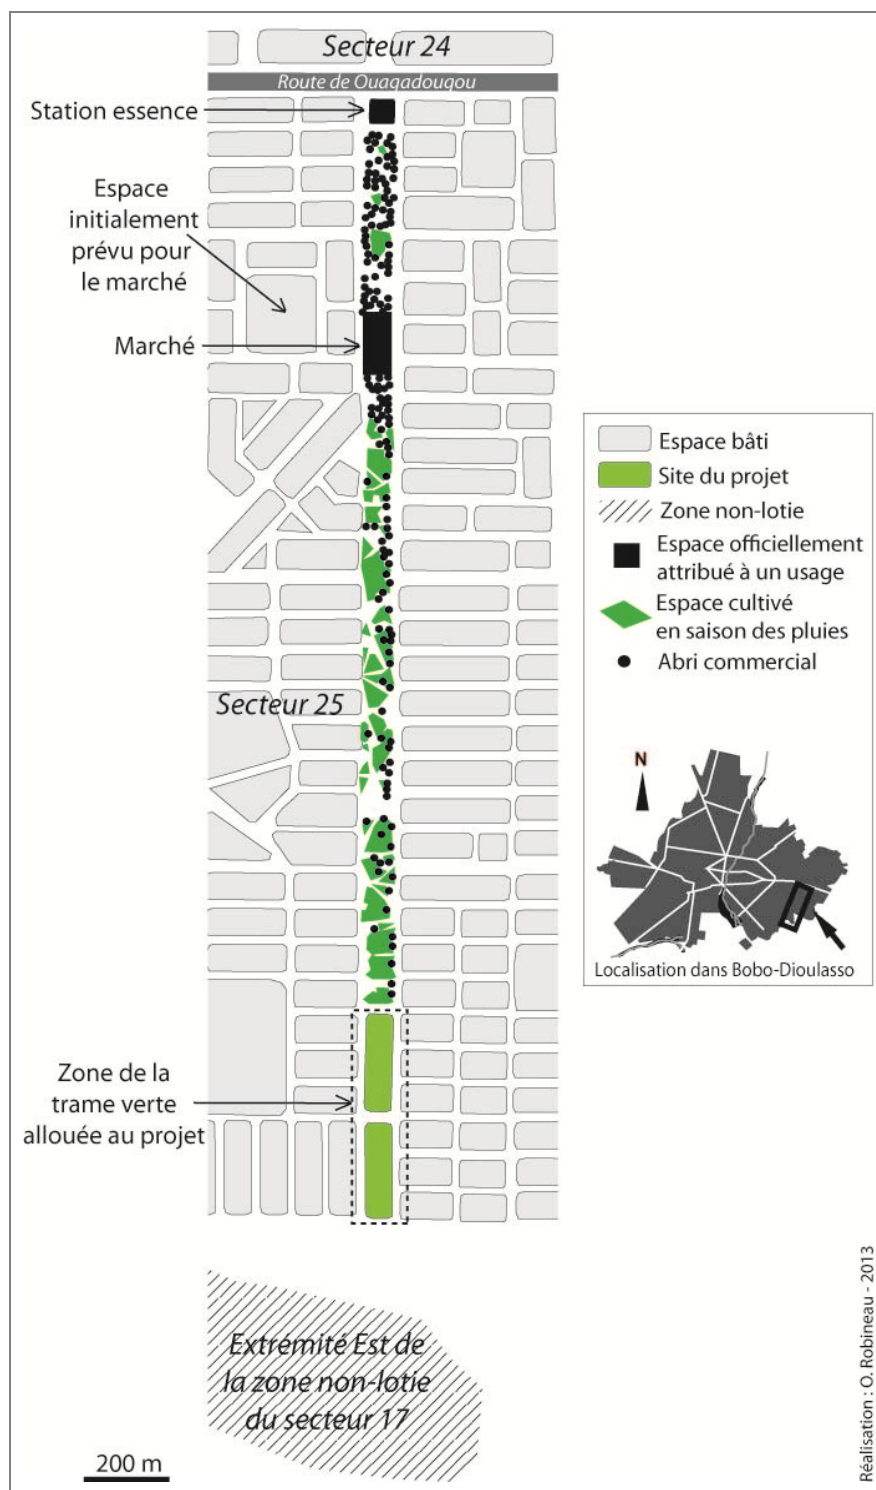 Secteur 24
Route de Ouagadougou
Station essence
Espace
initialement
prévu pour
le marché
Marché
Espace bâti
Site du projet
Zone non-lotie
Espace officiellement
attribué à un usage
Espace cultivé
en saison des pluies
Abri commercial
Secteur 25
N
Localisation dans Bobo-Dioulasso
Zone de la
trame verte
allouée au projet
Extrémité Est de
la zone non-lotie
du secteur 17
200 m
Réalisation : O. Robineau - 2013